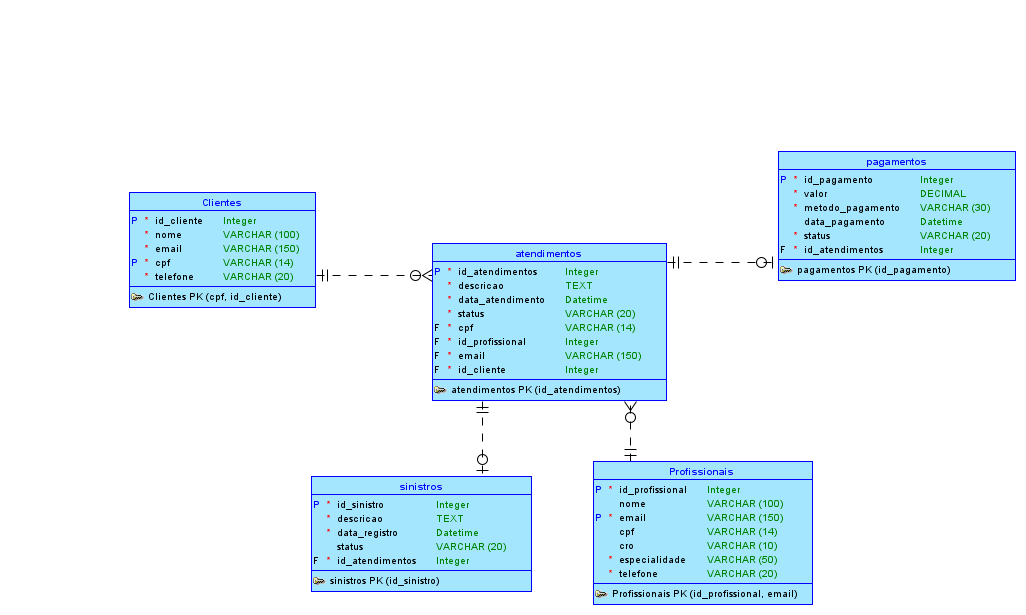 Clientes
P * id_cliente Integer
* nome VARCHAR (100)
* email VARCHAR (150)
P * cpf VARCHAR (14)
* telefone VARCHAR (20)
Clientes PK (cpf, id_cliente)
atendimentos
P * id_atendimentos Integer
* descricao TEXT
* data_atendimento Datetime
* status VARCHAR (20)
F * cpf VARCHAR (14)
F * id_profissional Integer
F * email VARCHAR (150)
F * id_cliente Integer
atendimentos PK (id_atendimentos)
pagamentos
P * id_pagamento Integer
* valor DECIMAL
* metodo_pagamento VARCHAR (30)
data_pagamento Datetime
* status VARCHAR (20)
F * id_atendimentos Integer
pagamentos PK (id_pagamento)
sinistros
P * id_sinistro Integer
* descricao TEXT
* data_registro Datetime
status VARCHAR (20)
F * id_atendimentos Integer
sinistros PK (id_sinistro)
Profissionais
P * id_profissional Integer
nome VARCHAR (100)
P * email VARCHAR (150)
cpf VARCHAR (14)
cro VARCHAR (10)
* especialidade VARCHAR (50)
* telefone VARCHAR (20)
Profissionais PK (id_profissional, email)